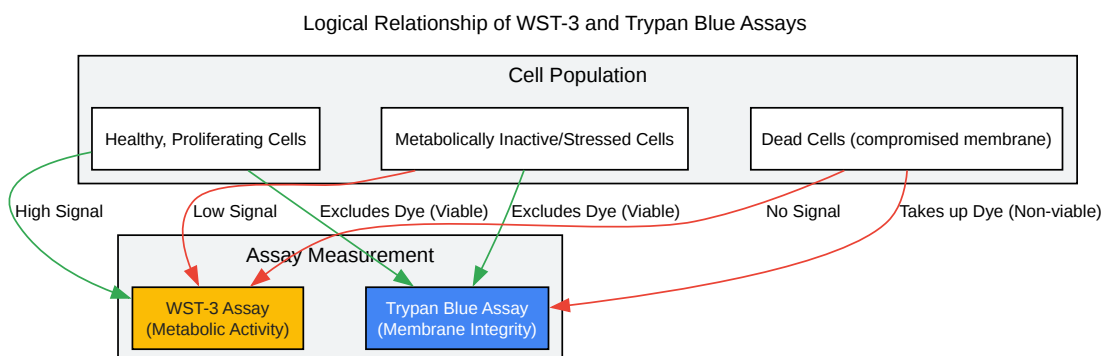 Logical Relationship of WST-3 and Trypan Blue Assays
Cell Population
Healthy, Proliferating Cells
Metabolically Inactive/Stressed Cells
Dead Cells (compromised membrane)
High Signal
Low Signal
Excludes Dye (Viable)
Excludes Dye (Viable)
No Signal
Takes up Dye (Non-viable)
Assay Measurement
WST-3 Assay
(Metabolic Activity)
Trypan Blue Assay
(Membrane Integrity)